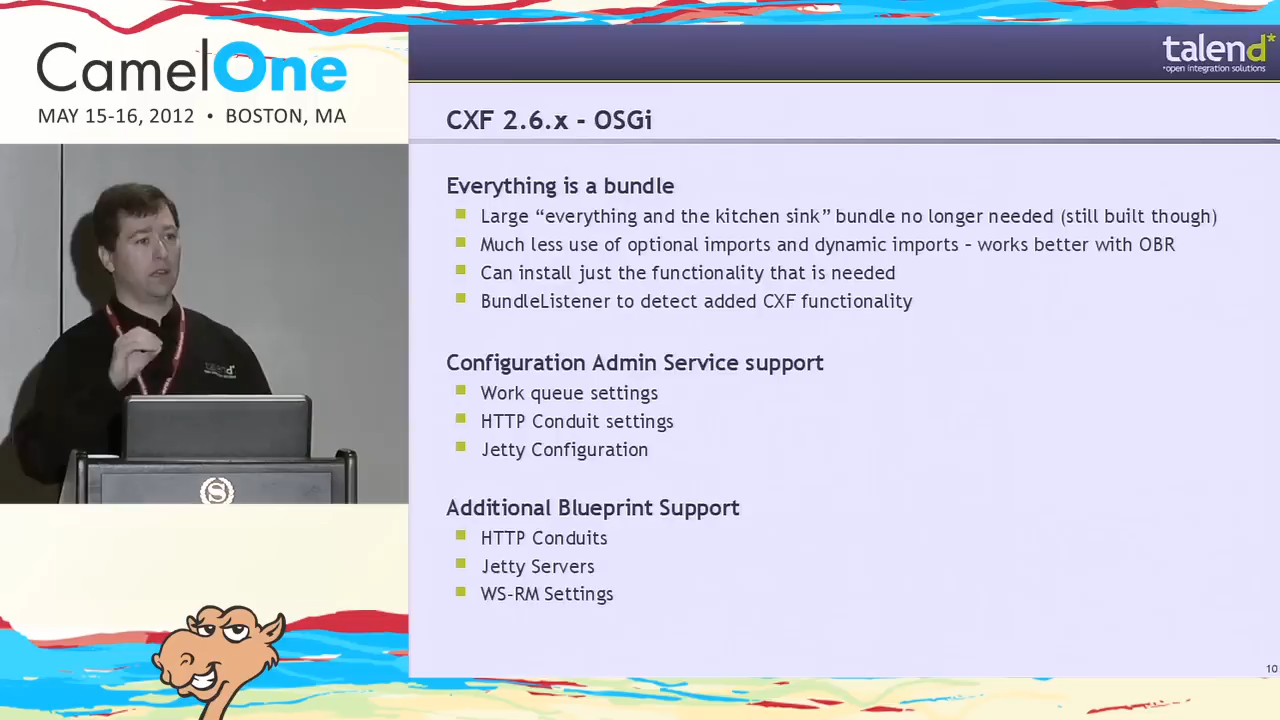 CamelOne
MAY 15-16, 2012 • BOSTON, MA
talend*
*open integration solutions
CXF 2.6.x - OSGi
Everything is a bundle
Large “everything and the kitchen sink” bundle no longer needed (still built though)
Much less use of optional imports and dynamic imports – works better with OBR
Can install just the functionality that is needed
BundleListener to detect added CXF functionality
Configuration Admin Service support
Work queue settings
HTTP Conduit settings
Jetty Configuration
Additional Blueprint Support
HTTP Conduits
Jetty Servers
WS-RM Settings
10
talend*
S